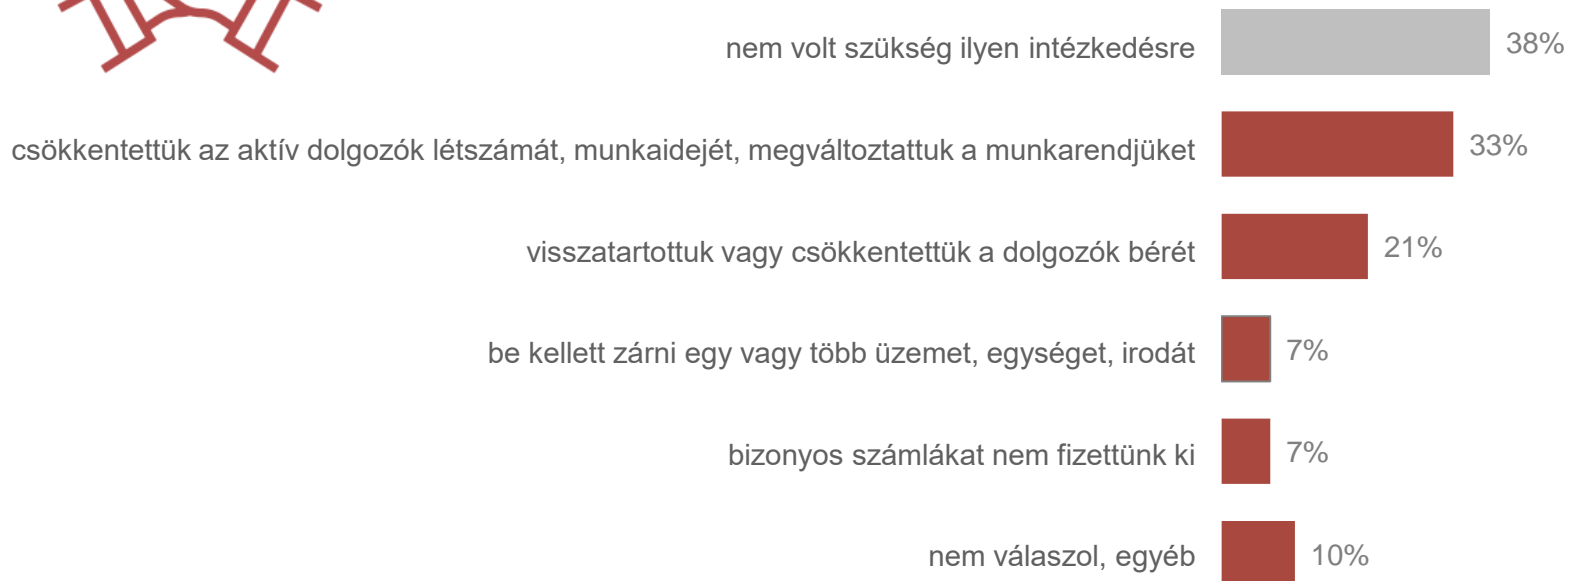 nem volt szükség ilyen intézkedésre 38%
csökkentettük az aktív dolgozók létszámát, munkaidejét, megváltoztattuk a munkarendjüket 33%
visszatartottuk vagy csökkentettük a dolgozók bérét 21%
be kellett zárni egy vagy több üzemet, egységet, irodát 7%
bizonyos számlákat nem fizettünk ki 7%
nem válaszol, egyéb 10%